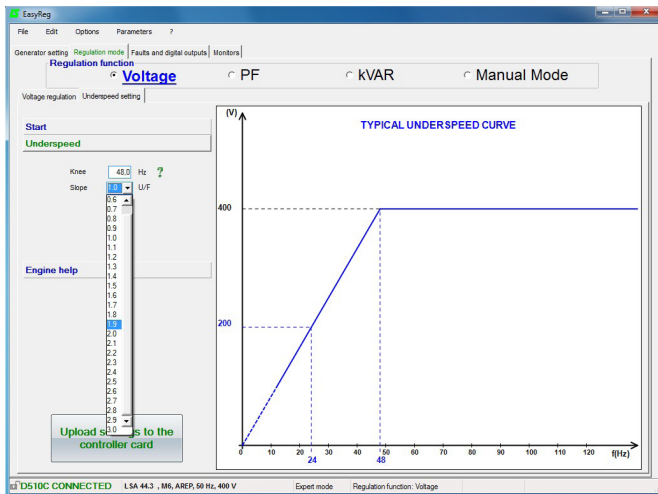 EasyReg
File Edit Options Parameters ?
Generator setting Regulation mode Faults and digital outputs Monitors
Regulation function
Voltage PF kVAR Manual Mode
Voltage regulation Underspeed setting
Start
Underspeed
Knee 48.0 Hz ?
Slope 1.0 U/F
0.6
0.7
0.8
0.9
1.0
1.1
1.2
1.3
1.4
1.5
1.6
1.7
1.8
1.9
2.0
2.1
2.2
2.3
2.4
2.5
2.6
2.7
2.8
2.9
3.0
Engine help
Upload s s to the
controller card
(V)
TYPICAL UNDERSPEED CURVE
400
200
0 10 20 30 40 50 60 70 80 90 100 110 120 f(Hz)
24 48
D510C CONNECTED LSA 44.3 , M6, AREP, 50 Hz, 400 V Expert mode Regulation function: Voltage